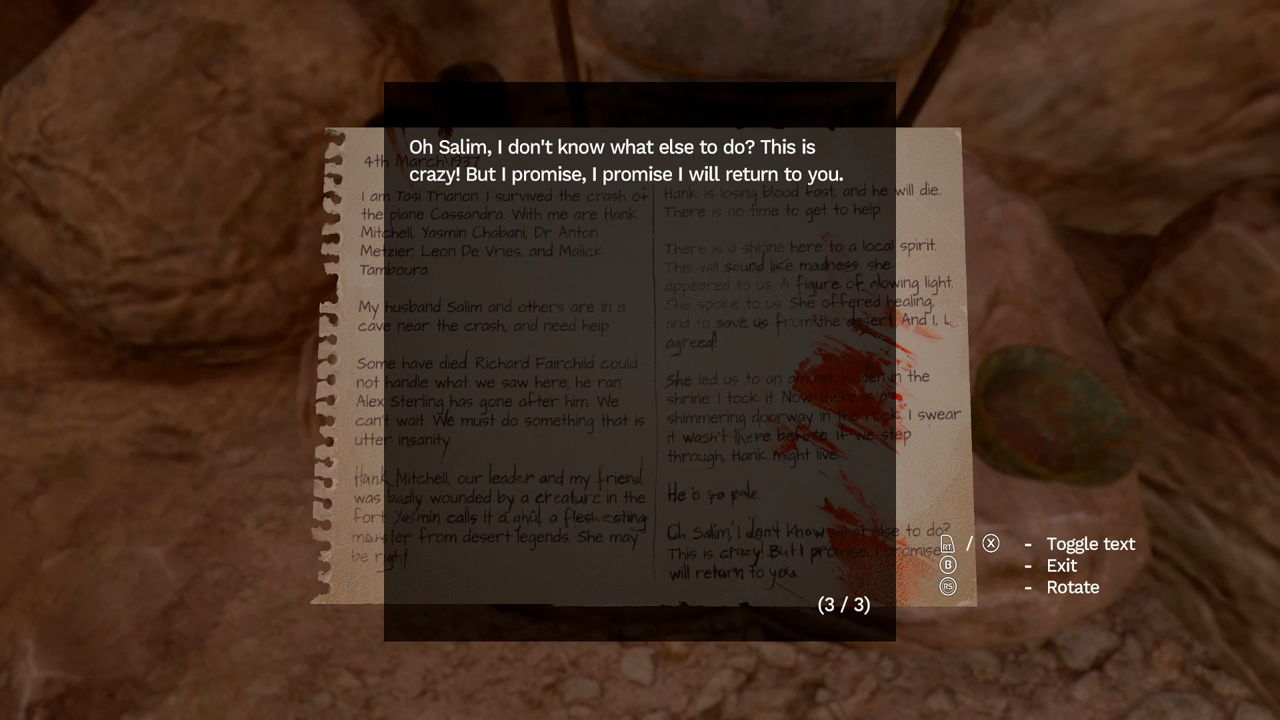 Oh Salim, I don't know what else to do? This is
crazy! But I promise, I promise I will return to you.
4th March 1937
I am Tasi Trianon. I survived the crash of
the plane Cassandra. With me are Hank
Mitchell, Yasmin Chabani, Dr Anton
Metzier, Leon De Vries, and Malick
Tamboura.
My husband Salim and others are in a
cave near the crash, and need help.
Some have died. Richard Fairchild could
not handle what we saw here; he ran.
Alex Sterling has gone after him. We
can't wait. We must do something that is
utter insanity.
Hank Mitchell, our leader and my friend,
was badly wounded by a creature in the
fort. Yasmin calls it a ghūl, a flesh eating
monster from desert legends. She may
be right.
Hank is losing blood fast, and he will die.
There is no time to get to help.
There is a shrine here to a local spirit.
This will sound like madness: she
appeared to us. A figure of glowing light.
She spoke to us. She offered healing,
and to save us from the desert. And I, I,
agreed!
She led us to an amulet hidden in the
shrine. I took it. Now there is a
shimmering doorway in the rock, I swear
it wasn't there before. If we step
through, Hank might live.
He is so pale.
Oh Salim, I don't know what else to do?
This is crazy! But I promise, I promise I
will return to you.
(3 / 3)
RT / X - Toggle text
B - Exit
RS - Rotate